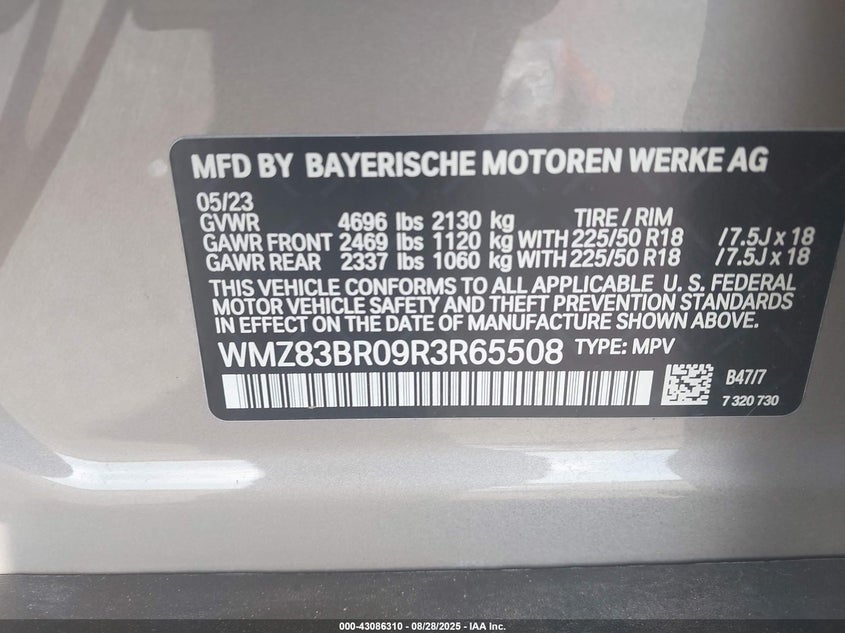 MFD BY BAYERISCHE MOTOREN WERKE AG
05/23
GVWR 4696 lbs 2130 kg TIRE / RIM
GAWR FRONT 2469 lbs 1120 kg WITH 225/50 R18 /7.5J x 18
GAWR REAR 2337 lbs 1060 kg WITH 225/50 R18 /7.5J x 18
THIS VEHICLE CONFORMS TO ALL APPLICABLE U. S. FEDERAL
MOTOR VEHICLE SAFETY AND THEFT PREVENTION STANDARDS
IN EFFECT ON THE DATE OF MANUFACTURE SHOWN ABOVE.
WMZ83BR09R3R65508 TYPE: MPV
B47/7
7 320 730
000-43086310 - 08/28/2025 - IAA Inc.